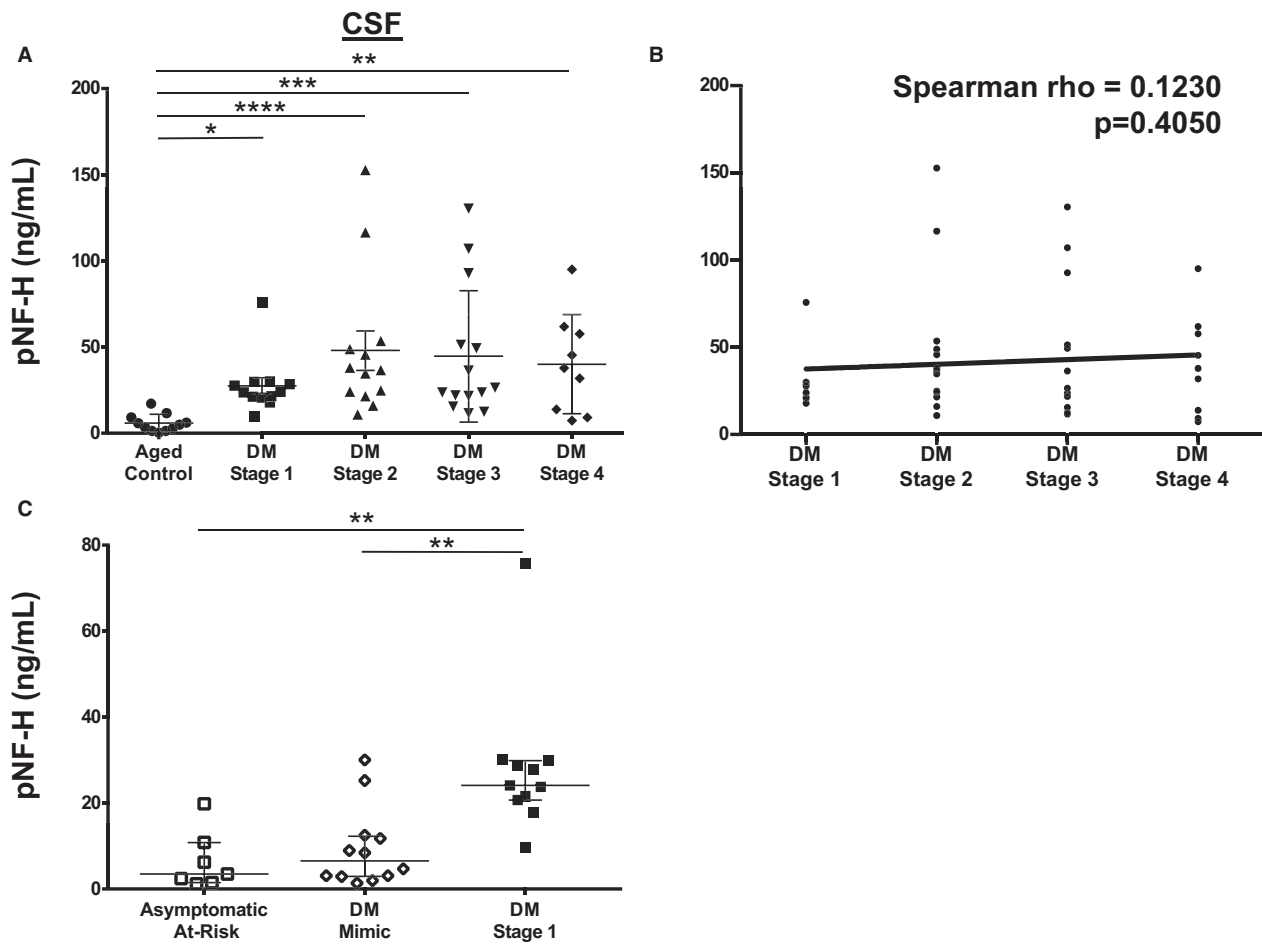 CSF
A
**
***
****
*
200
150
100
50
0
pNF-H (ng/mL)
Aged
Control
DM
Stage 1
DM
Stage 2
DM
Stage 3
DM
Stage 4
B
Spearman rho = 0.1230
p=0.4050
200
150
100
50
0
DM
Stage 1
DM
Stage 2
DM
Stage 3
DM
Stage 4
C
**
**
80
60
40
20
0
pNF-H (ng/mL)
Asymptomatic
At-Risk
DM
Mimic
DM
Stage 1